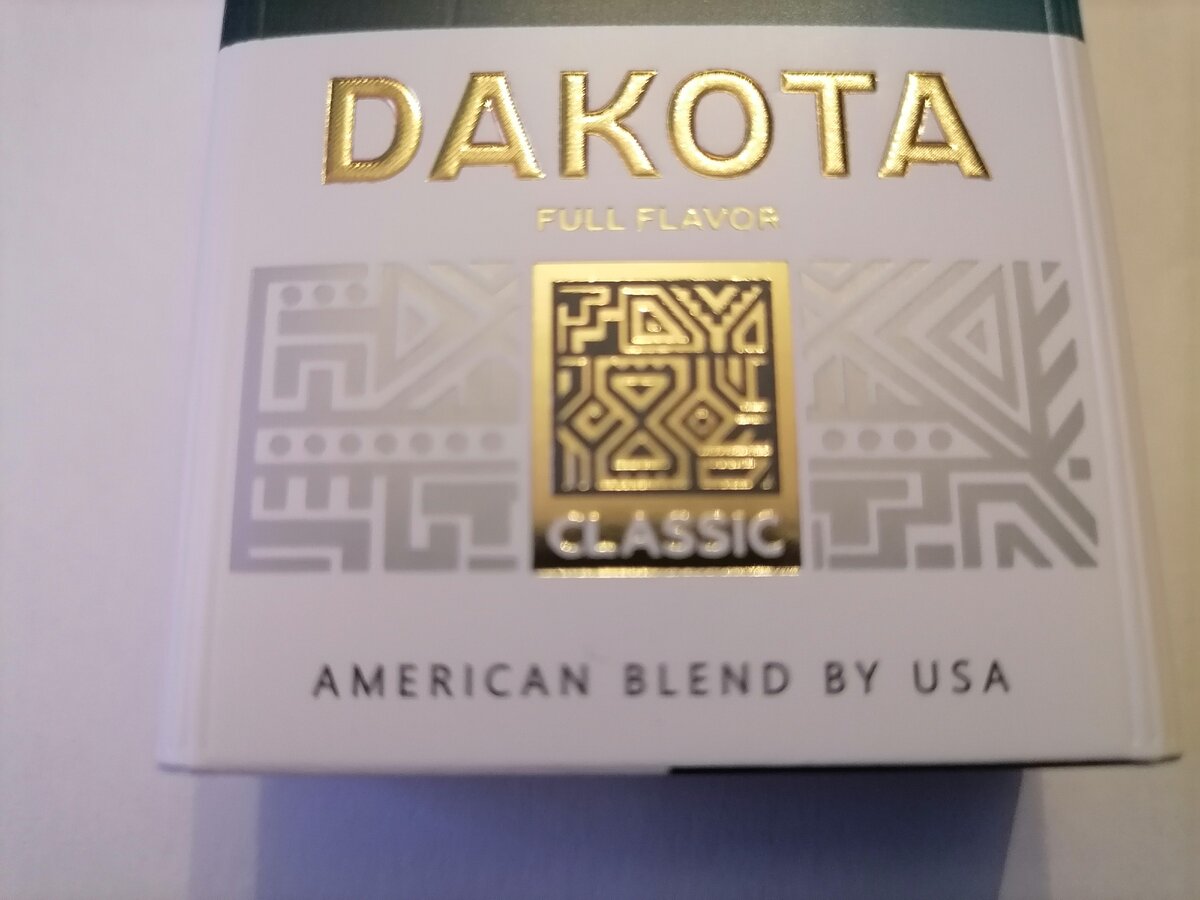 DAKOTA
FULL FLAVOR
CLASSIC
AMERICAN BLEND BY USA